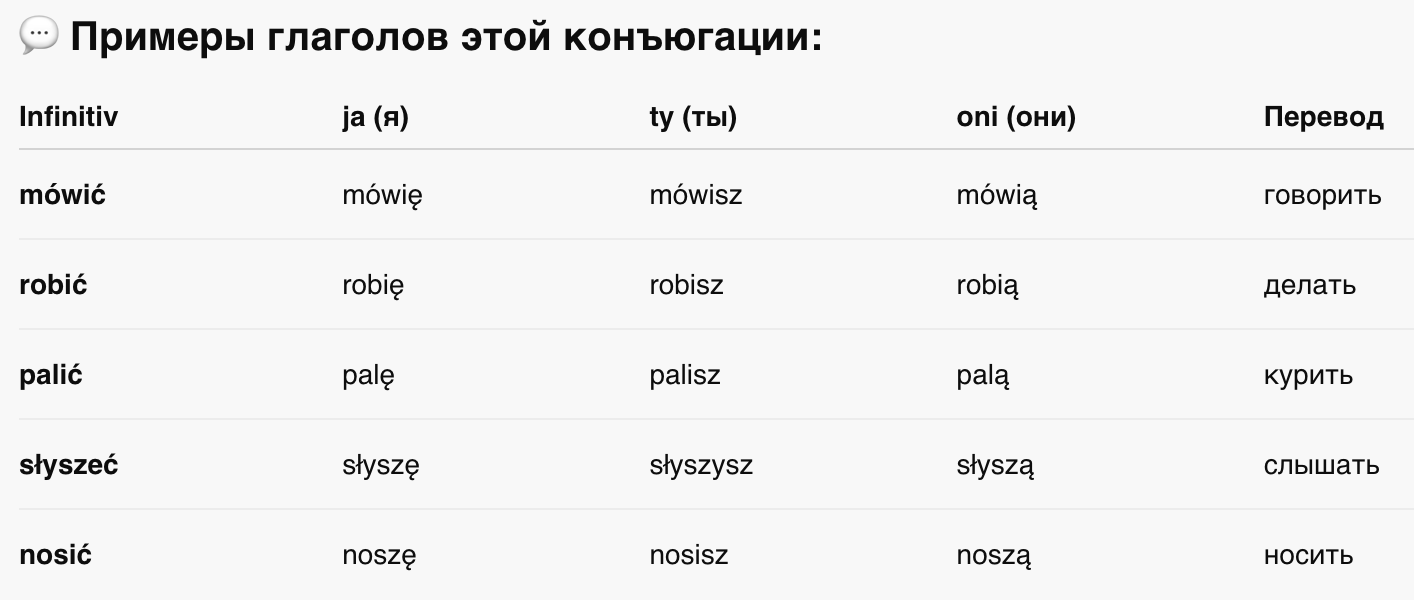 💬 Примеры глаголов этой конъюгации:
Infinitiv ja (я) ty (ты) oni (они) Перевод
mówić mówię mówisz mówią говорить
robić robię robisz robią делать
palić palę palisz palą курить
słyszeć słyszę słyszysz słyszą слышать
nosić noszę nosisz noszą носить